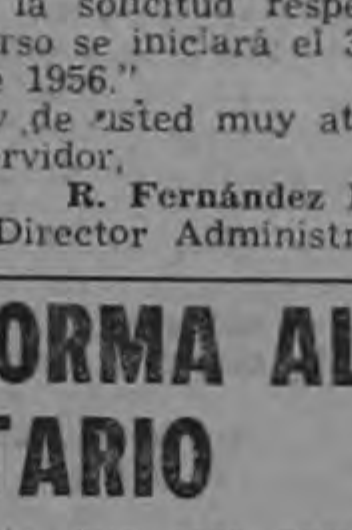 la solicitud respe
rso se iniciará el 3
e 1956."
y de usted muy at
ervidor,
R. Fernández
Director Administr
ORMA AL
TARIO